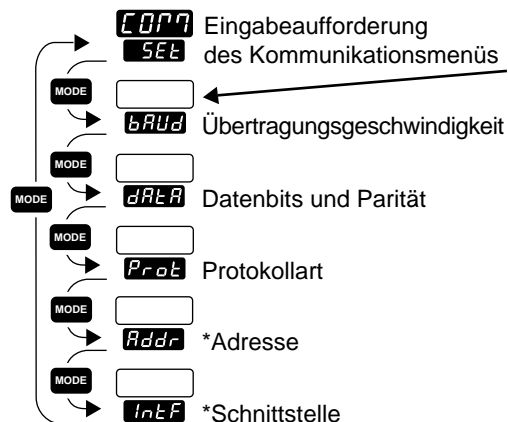 COM Eingabeaufforderung
SEt des Kommunikationsmenüs
MODE
bAUd Übertragungsgeschwindigkeit
MODE
dAtA Datenbits und Parität
MODE
MODE
Prot Protokollart
MODE
Addr *Adresse
MODE
IntF *Schnittstelle